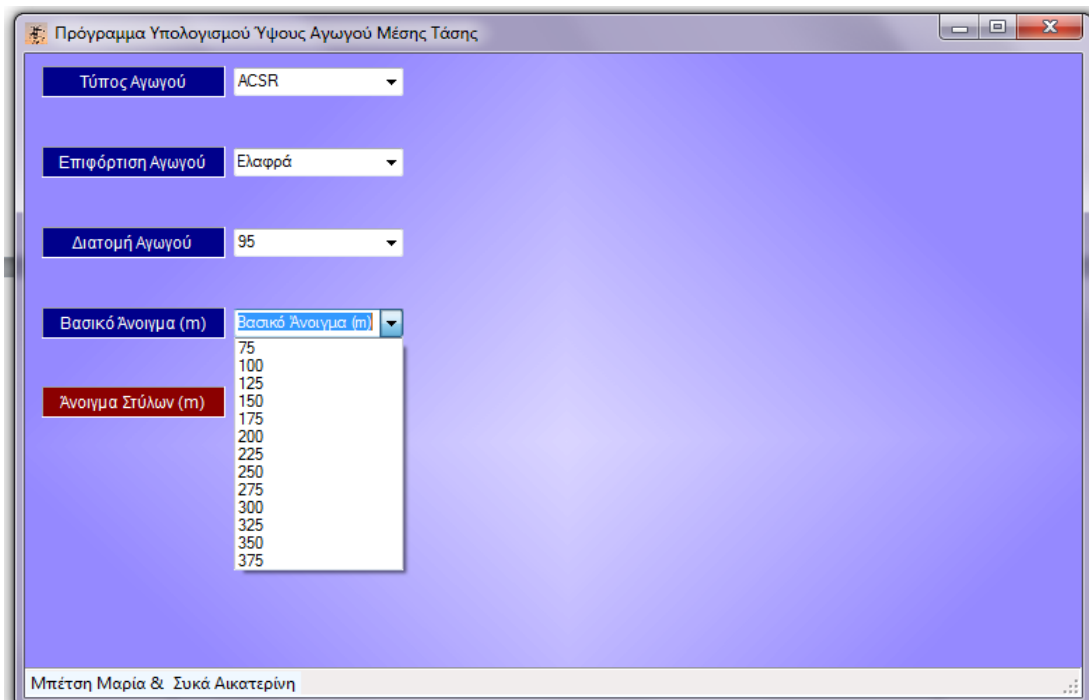 Πρόγραμμα Υπολογισμού Ύψους Αγωγού Μέσης Τάσης
Τύπος Αγωγού ACSR
Επιφόρτιση Αγωγού Ελαφρά
Διατομή Αγωγού 95
Βασικό Άνοιγμα (m) Βασικό Άνοιγμα (m)
75
100
125
150
Άνοιγμα Στύλων (m)
175
200
225
250
275
300
325
350
375
Μπέτση Μαρία & Συκά Αικατερίνη